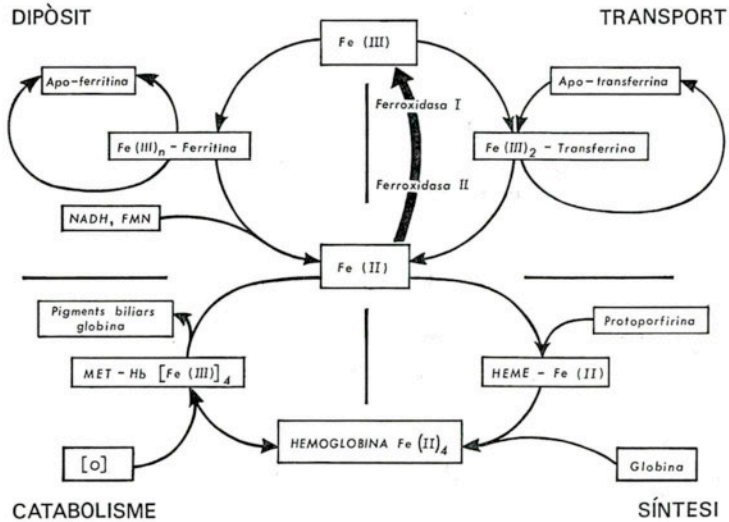 DIPÒSIT
TRANSPORT
Fe (III)
Apo-ferritina
Ferroxidasa I
Apo-transferrina
Fe (III)n - Ferritina
Fe (III)2 - Transferrina
Ferroxidasa II
NADH, FMN
Fe (II)
Pigments biliars
globina
Protoporfirina
MET - Hb [Fe (III)]4
HEME - Fe (II)
HEMOGLOBINA Fe (II)4
[O]
Globina
CATABOLISME
SÍNTESI